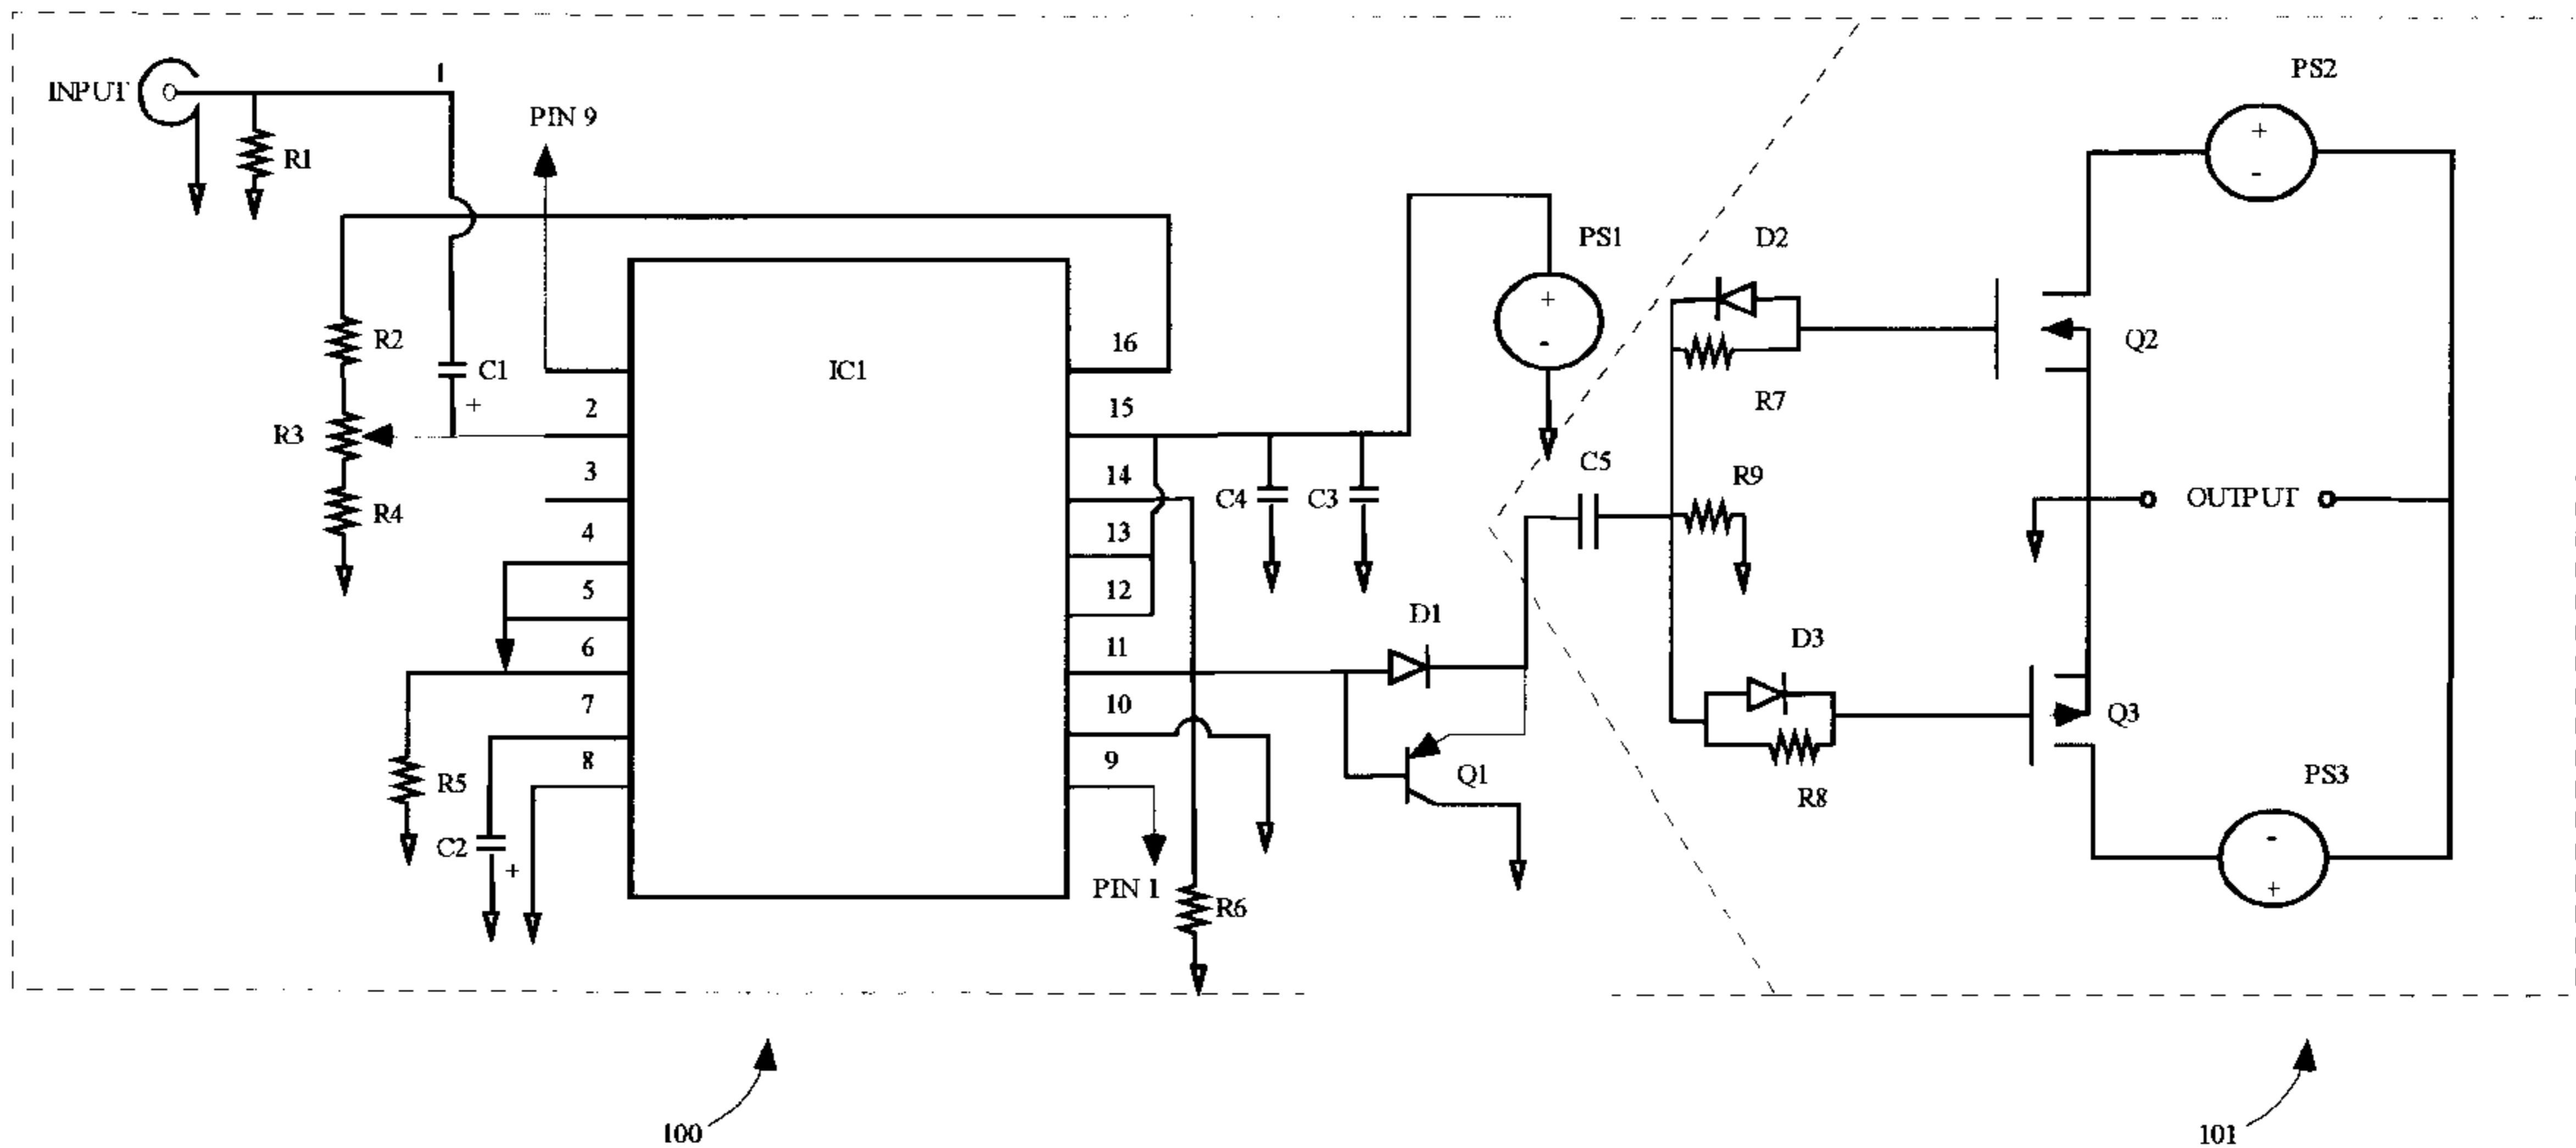 PS2
1
INPUT
+
PIN 9
R1
-
PS1
D2
+
R2
16
IC1
Q2
C1
-
+
2
15
R7
R3
C5
3
14
R9
C4
C3
OUTPUT
R4
4
13
5
12
D1
D3
6
11
7
10
Q3
8
9
Q1
R5
PS3
R8
C2
-
+
PIN 1
+
R6
100
101